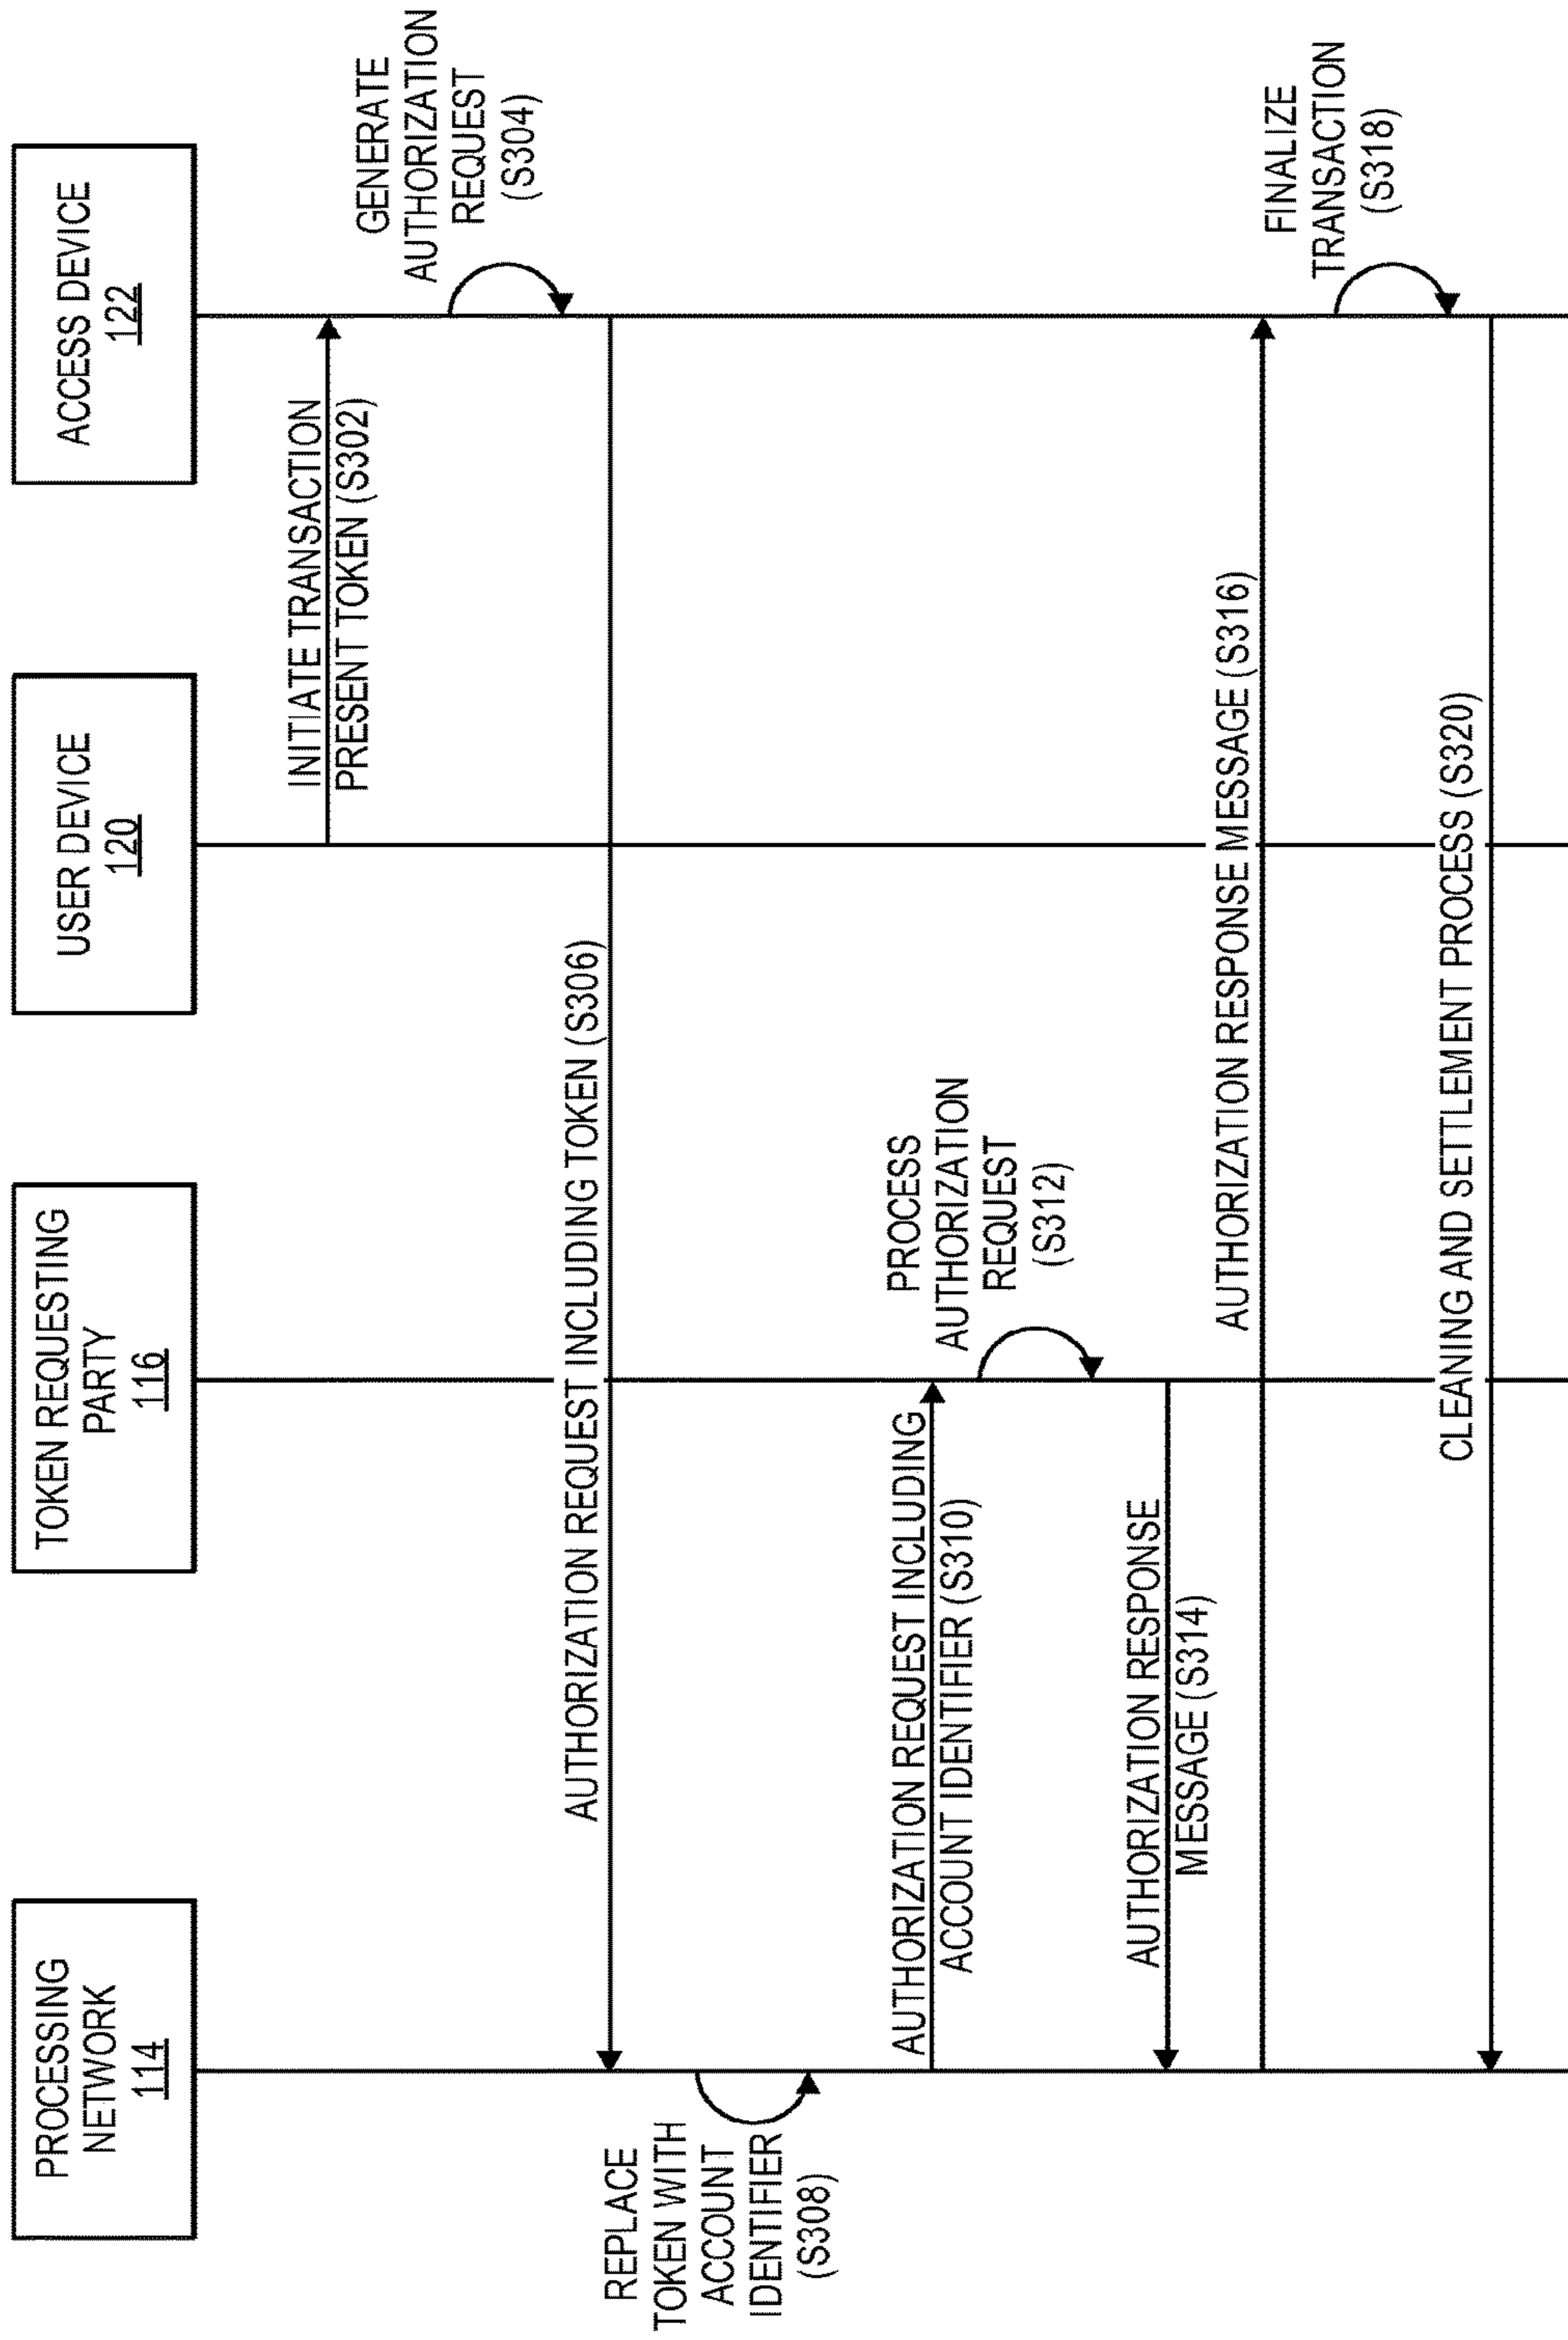 PROCESSING
NETWORK
114
TOKEN REQUESTING
PARTY
116
USER DEVICE
120
ACCESS DEVICE
122
INITIATE TRANSACTION
PRESENT TOKEN (S302)
GENERATE
AUTHORIZATION
REQUEST
(S304)
AUTHORIZATION REQUEST INCLUDING TOKEN (S306)
REPLACE
TOKEN WITH
ACCOUNT
IDENTIFIER
(S308)
AUTHORIZATION REQUEST INCLUDING
ACCOUNT IDENTIFIER (S310)
PROCESS
AUTHORIZATION
REQUEST
(S312)
AUTHORIZATION RESPONSE
MESSAGE (S314)
AUTHORIZATION RESPONSE MESSAGE (S316)
FINALIZE
TRANSACTION
(S318)
CLEANING AND SETTLEMENT PROCESS (S320)